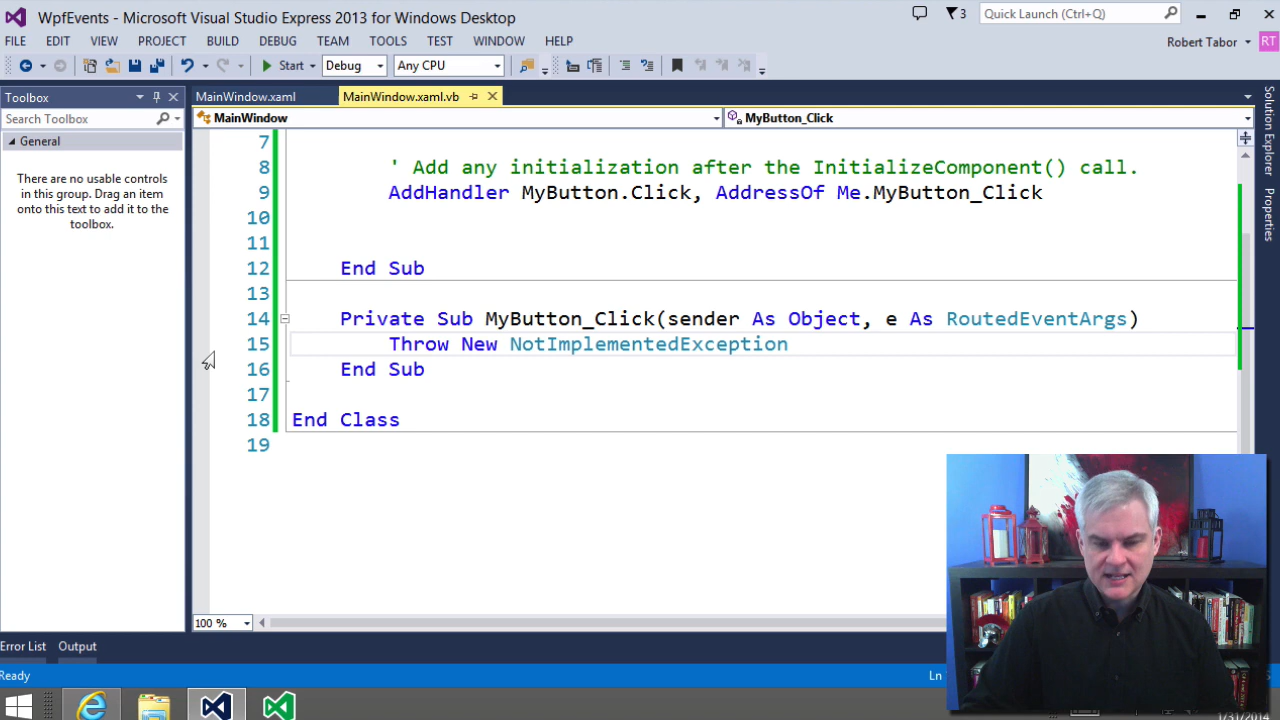 WpfEvents - Microsoft Visual Studio Express 2013 for Windows Desktop
3
Quick Launch (Ctrl+Q)
FILE EDIT VIEW PROJECT BUILD DEBUG TEAM TOOLS TEST WINDOW HELP
Robert Tabor RT
Start Debug Any CPU
Toolbox
MainWindow.xaml MainWindow.xaml.vb
Search Toolbox
MainWindow MyButton_Click
General
There are no usable controls
in this group. Drag an item
onto this text to add it to the
toolbox.
7
8 ' Add any initialization after the InitializeComponent() call.
9 AddHandler MyButton.Click, AddressOf Me.MyButton_Click
10
11
12 End Sub
13
14 Private Sub MyButton_Click(sender As Object, e As RoutedEventArgs)
15 Throw New NotImplementedException
16 End Sub
17
18 End Class
19
Solution Explorer
Properties
100 %
Error List Output
Ready
Ln
1/31/2014